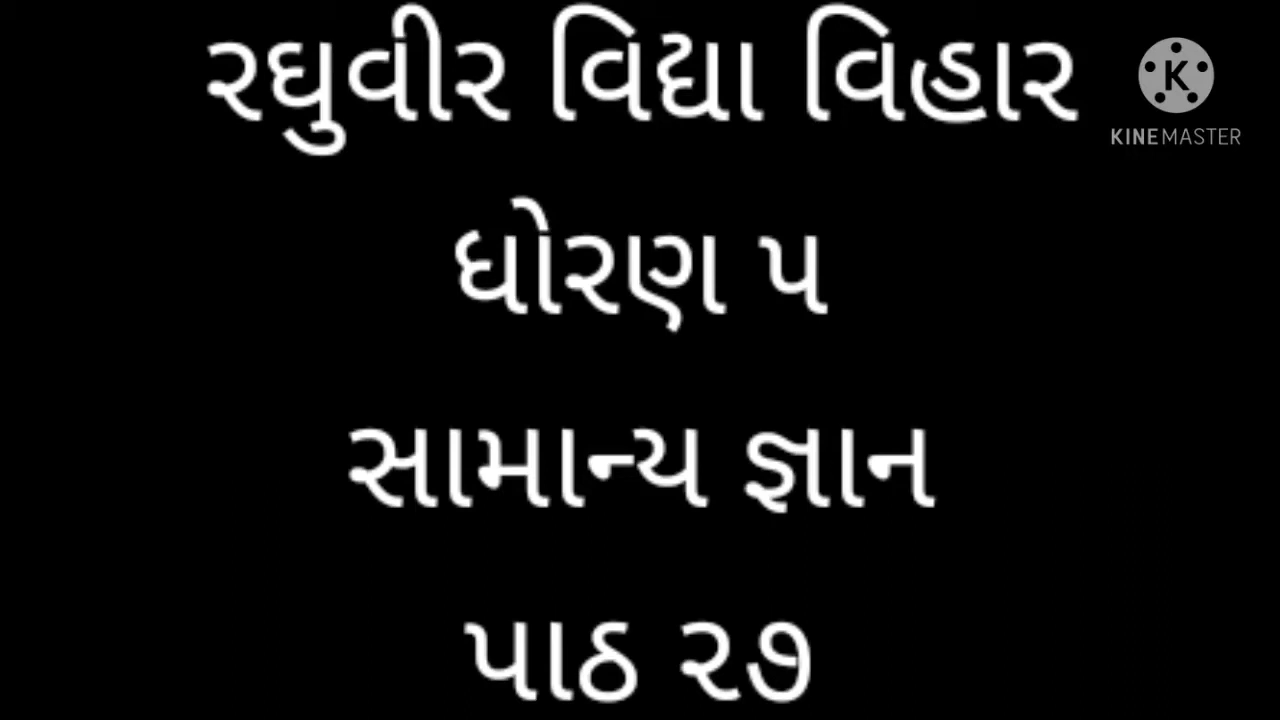 રઘુવીર વિદ્યા વિહાર
K
KINEMASTER
ધોરણ ૫
સામાન્ય જ્ઞાન
પાઠ ૨૭